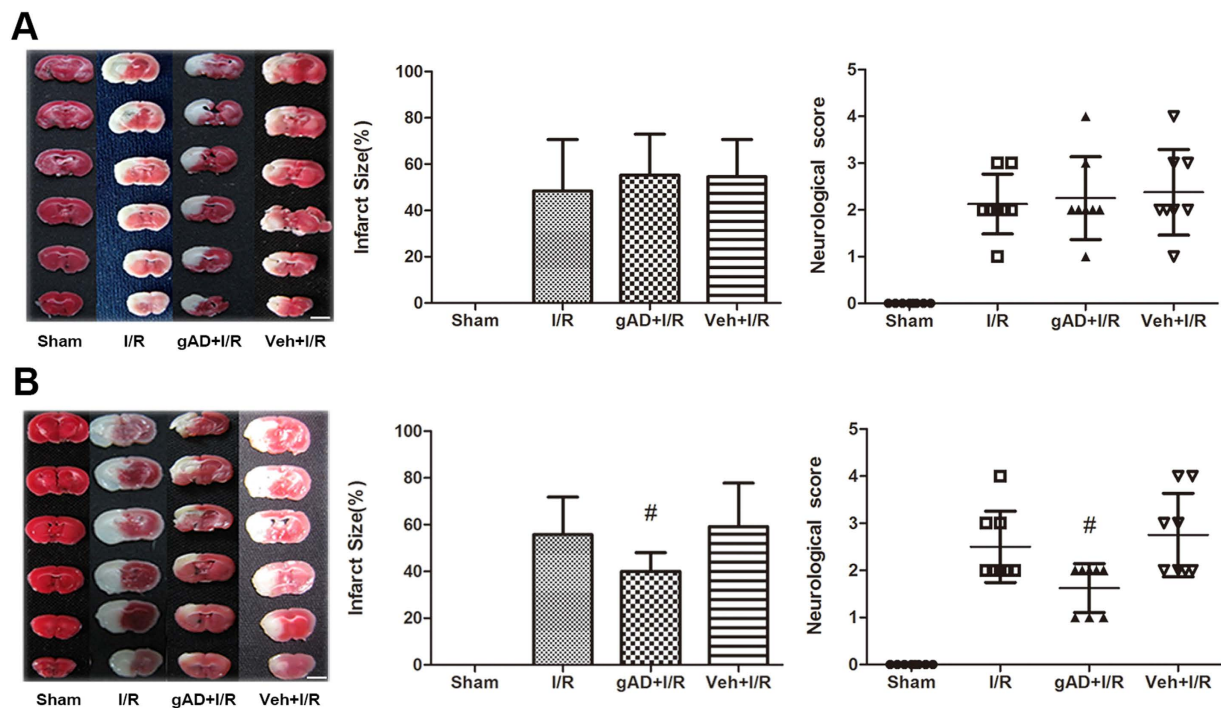 A
Sham I/R gAD+I/R Veh+I/R
Infarct Size(%)
100
80
60
40
20
0
Sham I/R gAD+I/R Veh+I/R
Neurological score
5
4
3
2
1
0
Sham I/R gAD+I/R Veh+I/R
B
Sham I/R gAD+I/R Veh+I/R
Infarct Size(%)
100
80
60
40
20
0
#
Sham I/R gAD+I/R Veh+I/R
Neurological score
5
4
3
2
1
0
#
Sham I/R gAD+I/R Veh+I/R